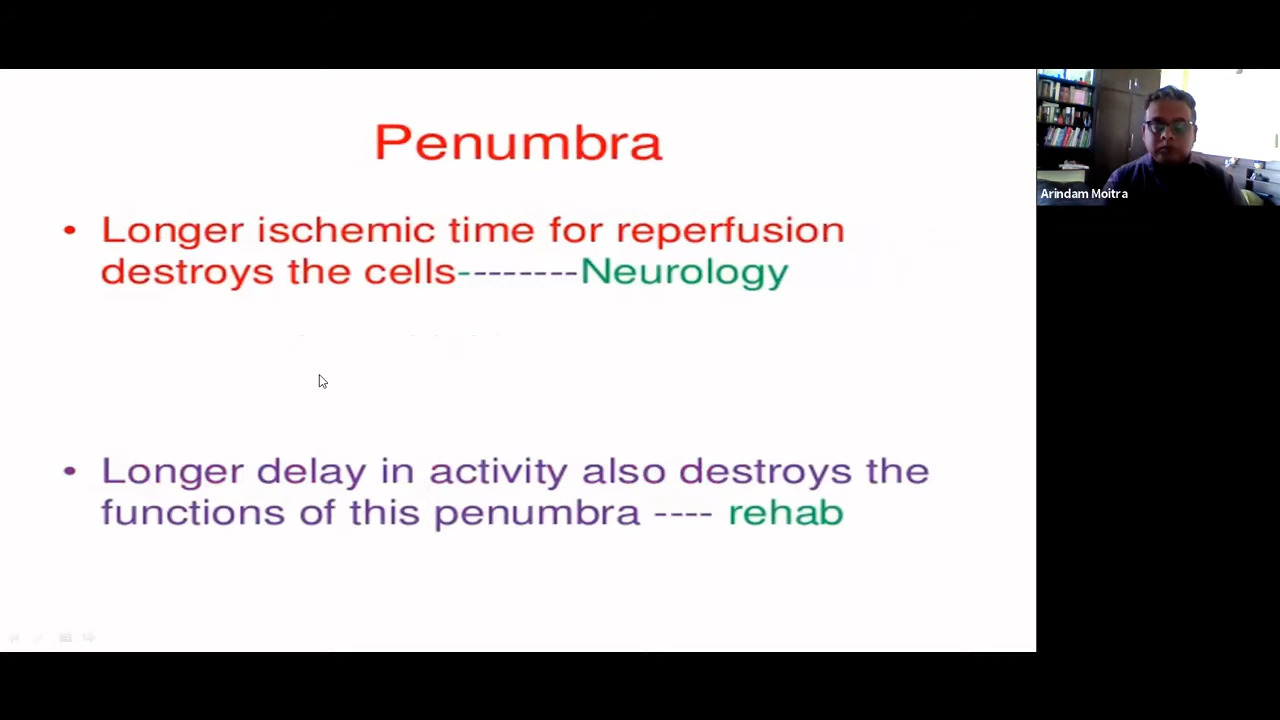 Penumbra
• Longer ischemic time for reperfusion
destroys the cells---------Neurology
• Longer delay in activity also destroys the
functions of this penumbra ---- rehab
Arindam Moitra